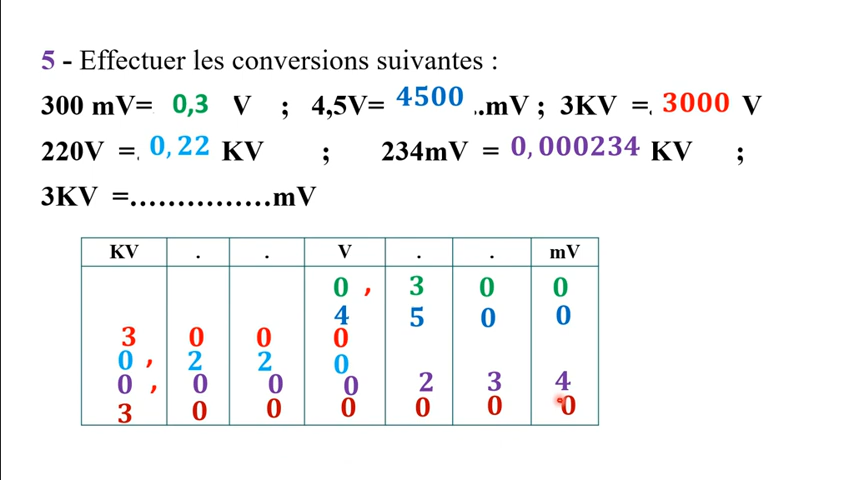 5 - Effectuer les conversions suivantes :
300 mV= 0,3 V ; 4,5V= 4500 ..mV ; 3KV =. 3000 V
220V =. 0,22 KV ; 234mV = 0,000234 KV ;
3KV =……………mV
KV . . V . . mV
0 , 3 0 0
4 5 0 0
3 0 0 0
0 , 2 2 0
0 , 0 0 0 2 3 4
3 0 0 0 0 0 0